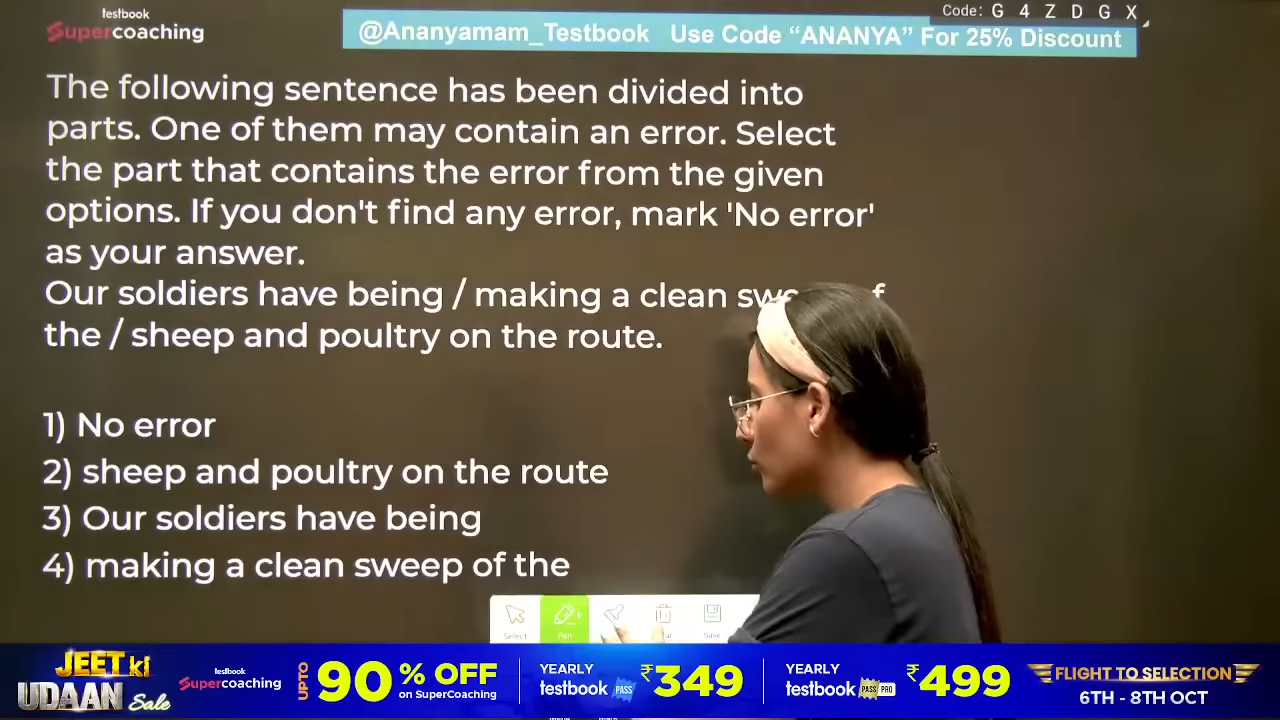 testbook
Supercoaching
@Ananyamam_Testbook Use Code “ANANYA” For 25% Discount
Code: G 4 Z D G X
The following sentence has been divided into
parts. One of them may contain an error. Select
the part that contains the error from the given
options. If you don't find any error, mark 'No error'
as your answer.
Our soldiers have being / making a clean
the / sheep and poultry on the route.
1) No error
2) sheep and poultry on the route
3) Our soldiers have being
4) making a clean sweep of the
Select
Pen
Save
JEET ki
UDAAN Sale
testbook
Supercoaching
UPTO 90% OFF
on SuperCoaching
YEARLY
testbook PASS ₹349
YEARLY
testbook PASS PRO ₹499
FLIGHT TO SELECTION
6TH - 8TH OCT